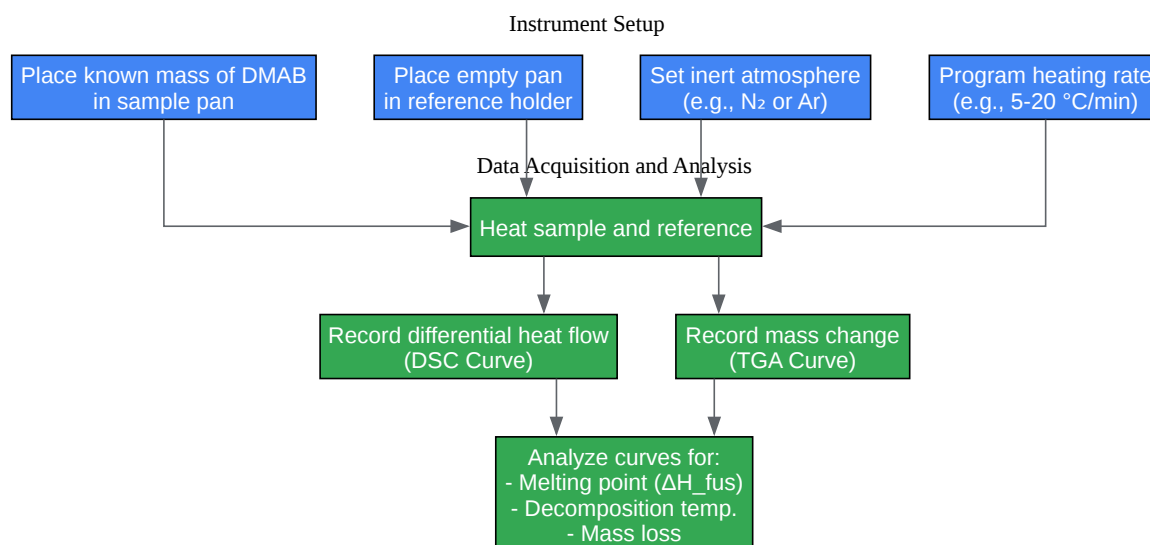 Instrument Setup
Place known mass of DMAB
in sample pan
Place empty pan
in reference holder
Set inert atmosphere
(e.g., N₂ or Ar)
Program heating rate
(e.g., 5-20 °C/min)
Data Acquisition and Analysis
Heat sample and reference
Record differential heat flow
(DSC Curve)
Record mass change
(TGA Curve)
Analyze curves for:
- Melting point (ΔH_fus)
- Decomposition temp.
- Mass loss